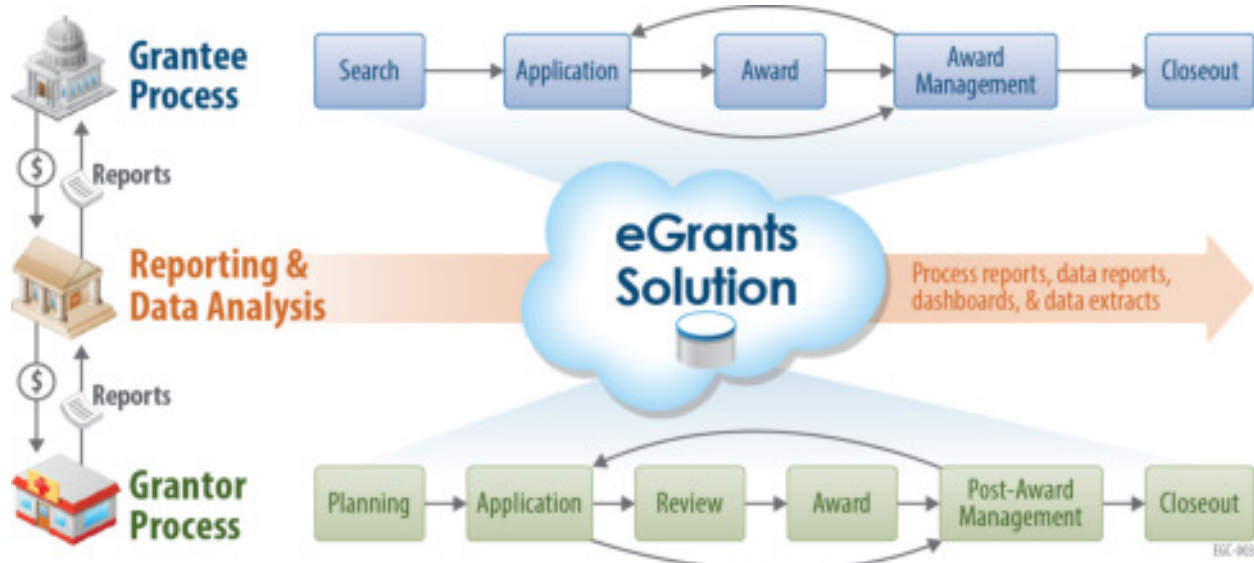 Grantee
Process
Search
Application
Award
Award
Management
Closeout
$
Reports
Reporting &
Data Analysis
eGrants
Solution
Process reports, data reports,
dashboards, & data extracts
$
Reports
Grantor
Process
Planning
Application
Review
Award
Post-Award
Management
Closeout